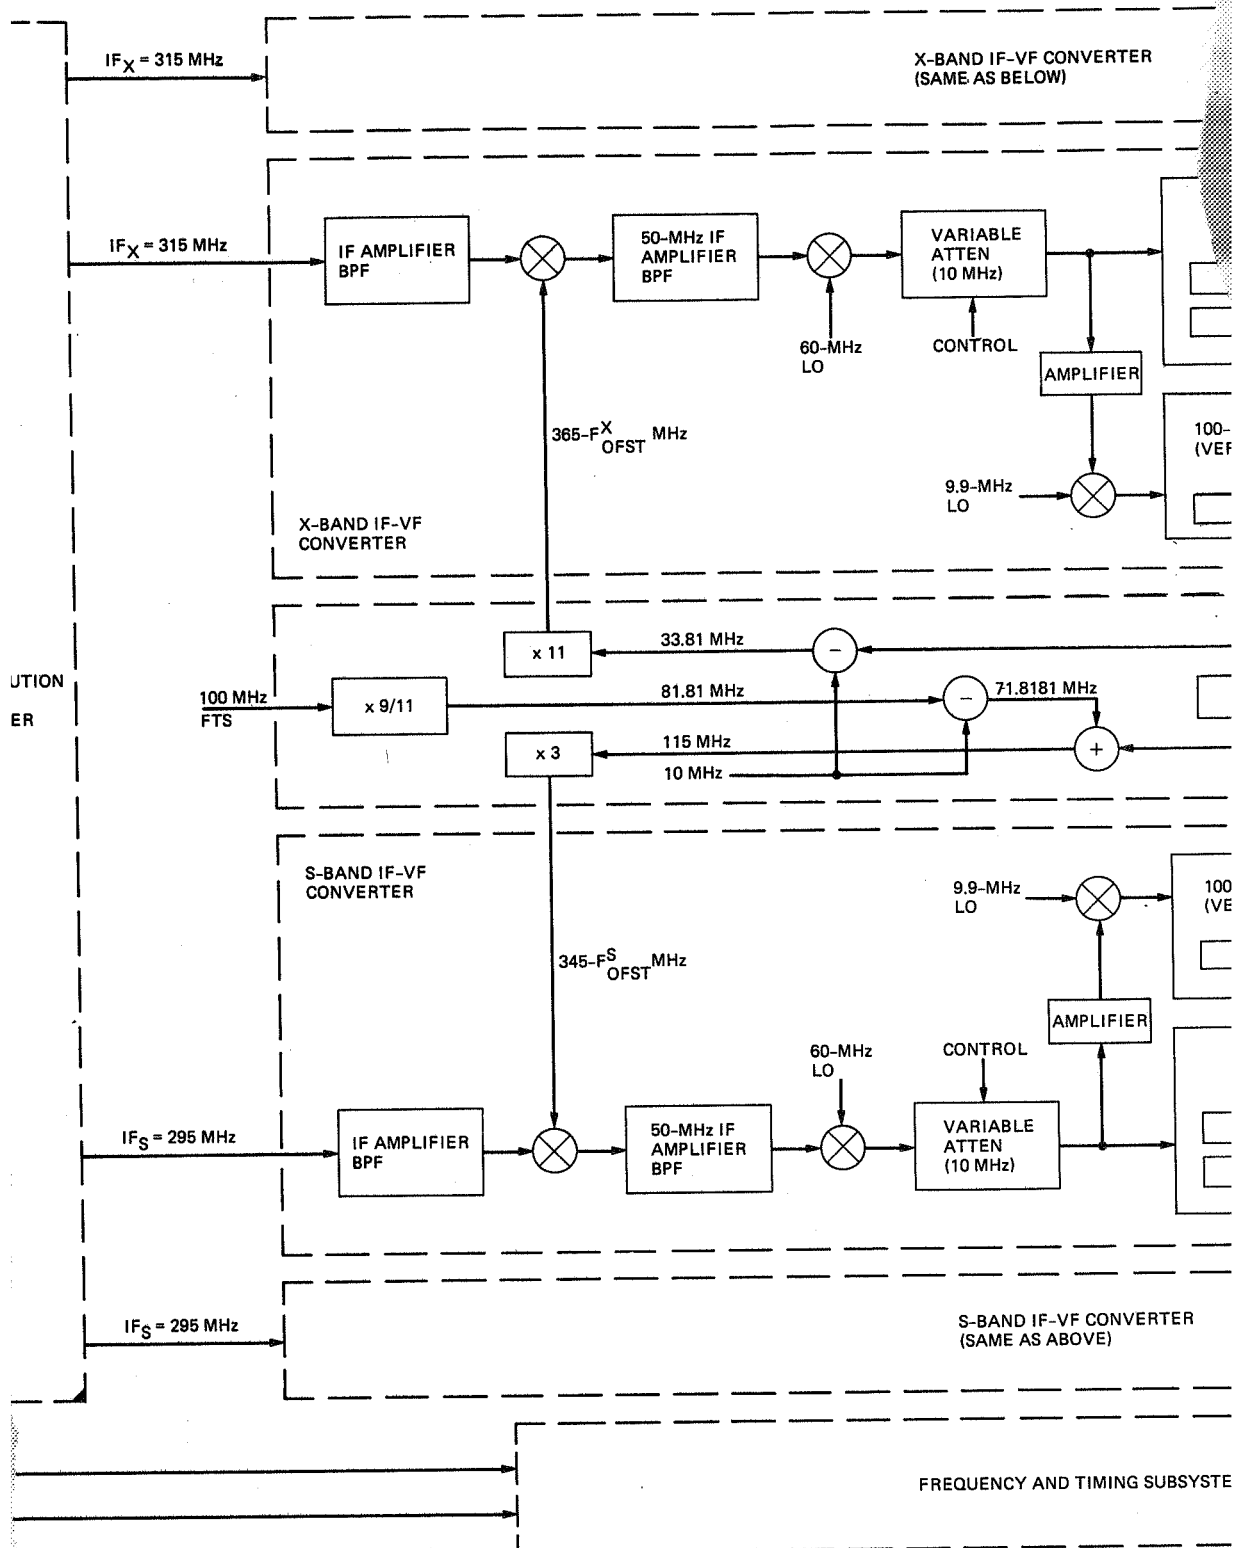 IFX = 315 MHz
X-BAND IF-VF CONVERTER
(SAME AS BELOW)
IFX = 315 MHz
IF AMPLIFIER
BPF
50-MHz IF
AMPLIFIER
BPF
VARIABLE
ATTEN
(10 MHz)
60-MHz
LO
CONTROL
AMPLIFIER
365-FXOFST MHz
100-
(VER
9.9-MHz
LO
X-BAND IF-VF
CONVERTER
x 11
33.81 MHz
−
UTION
ER
100 MHz
FTS
x 9/11
81.81 MHz
−
71.8181 MHz
x 3
115 MHz
+
10 MHz
S-BAND IF-VF
CONVERTER
9.9-MHz
LO
100
(VE
345-FSOFST MHz
AMPLIFIER
60-MHz
LO
CONTROL
IFS = 295 MHz
IF AMPLIFIER
BPF
50-MHz IF
AMPLIFIER
BPF
VARIABLE
ATTEN
(10 MHz)
IFS = 295 MHz
S-BAND IF-VF CONVERTER
(SAME AS ABOVE)
FREQUENCY AND TIMING SUBSYSTE